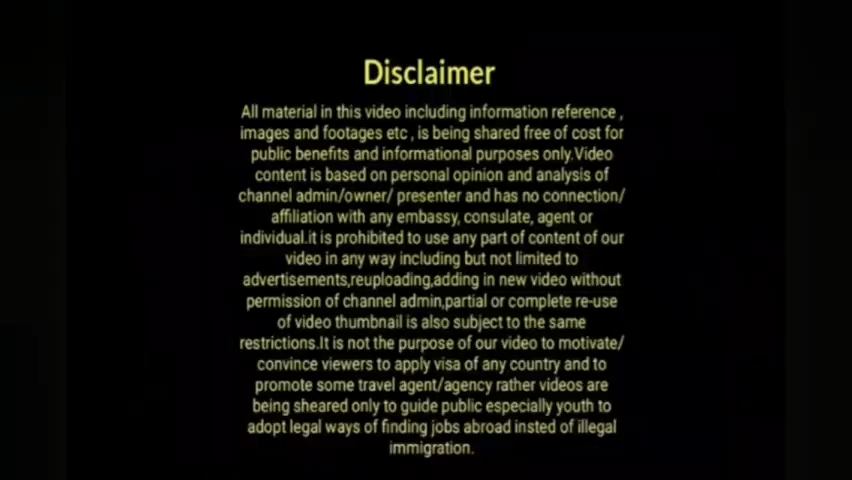 Disclaimer
All material in this video including information reference ,
images and footages etc , is being shared free of cost for
public benefits and informational purposes only.Video
content is based on personal opinion and analysis of
channel admin/owner/ presenter and has no connection/
affiliation with any embassy, consulate, agent or
individual.it is prohibited to use any part of content of our
video in any way including but not limited to
advertisements,reuploading,adding in new video without
permission of channel admin,partial or complete re-use
of video thumbnail is also subject to the same
restrictions.It is not the purpose of our video to motivate/
convince viewers to apply visa of any country and to
promote some travel agent/agency rather videos are
being sheared only to guide public especially youth to
adopt legal ways of finding jobs abroad insted of illegal
immigration.